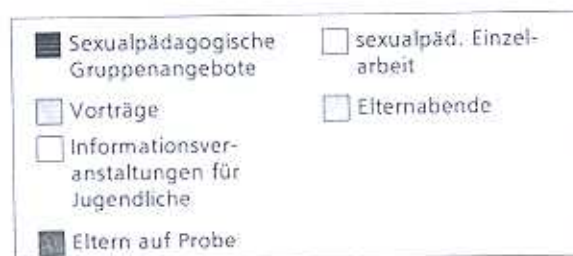 Sexualpädagogische
Gruppenangebote
Vorträge
Informationsver-
anstaltungen für
Jugendliche
Eltern auf Probe
sexualpäd. Einzel-
arbeit
Elternabende